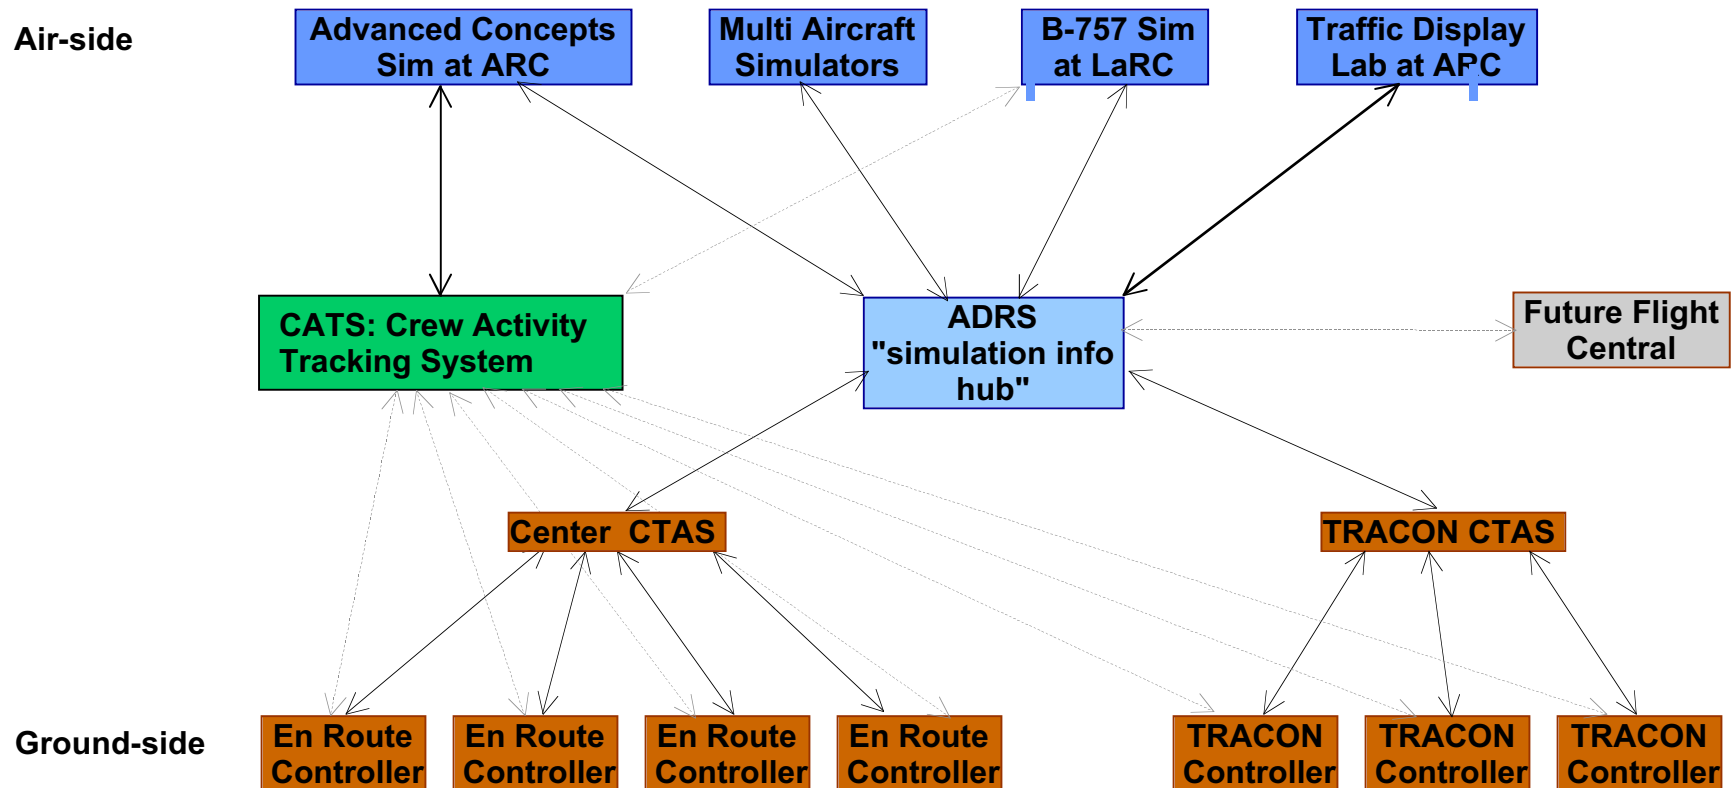 Air-side
Advanced Concepts
Sim at ARC
Multi Aircraft
Simulators
B-757 Sim
at LaRC
Traffic Display
Lab at ARC
CATS: Crew Activity
Tracking System
ADRS
"simulation info
hub"
Future Flight
Central
Center CTAS
TRACON CTAS
Ground-side
En Route
Controller
En Route
Controller
En Route
Controller
En Route
Controller
TRACON
Controller
TRACON
Controller
TRACON
Controller